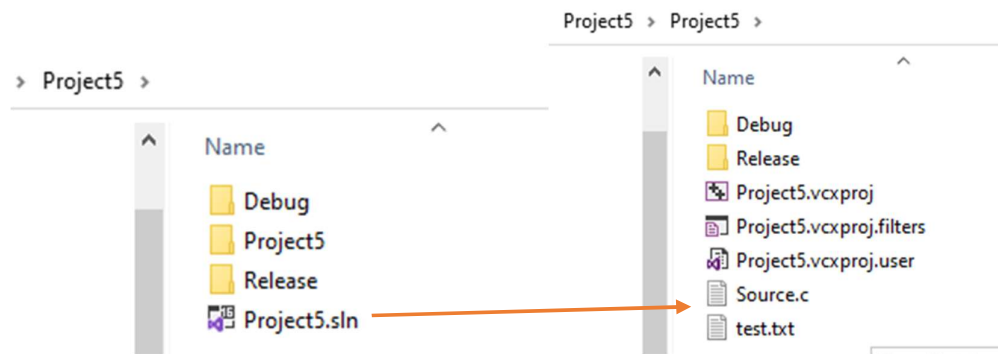 > Project5 >
Name
Debug
Project5
Release
Project5.sln
Project5 > Project5 >
Name
Debug
Release
Project5.vcxproj
Project5.vcxproj.filters
Project5.vcxproj.user
Source.c
test.txt